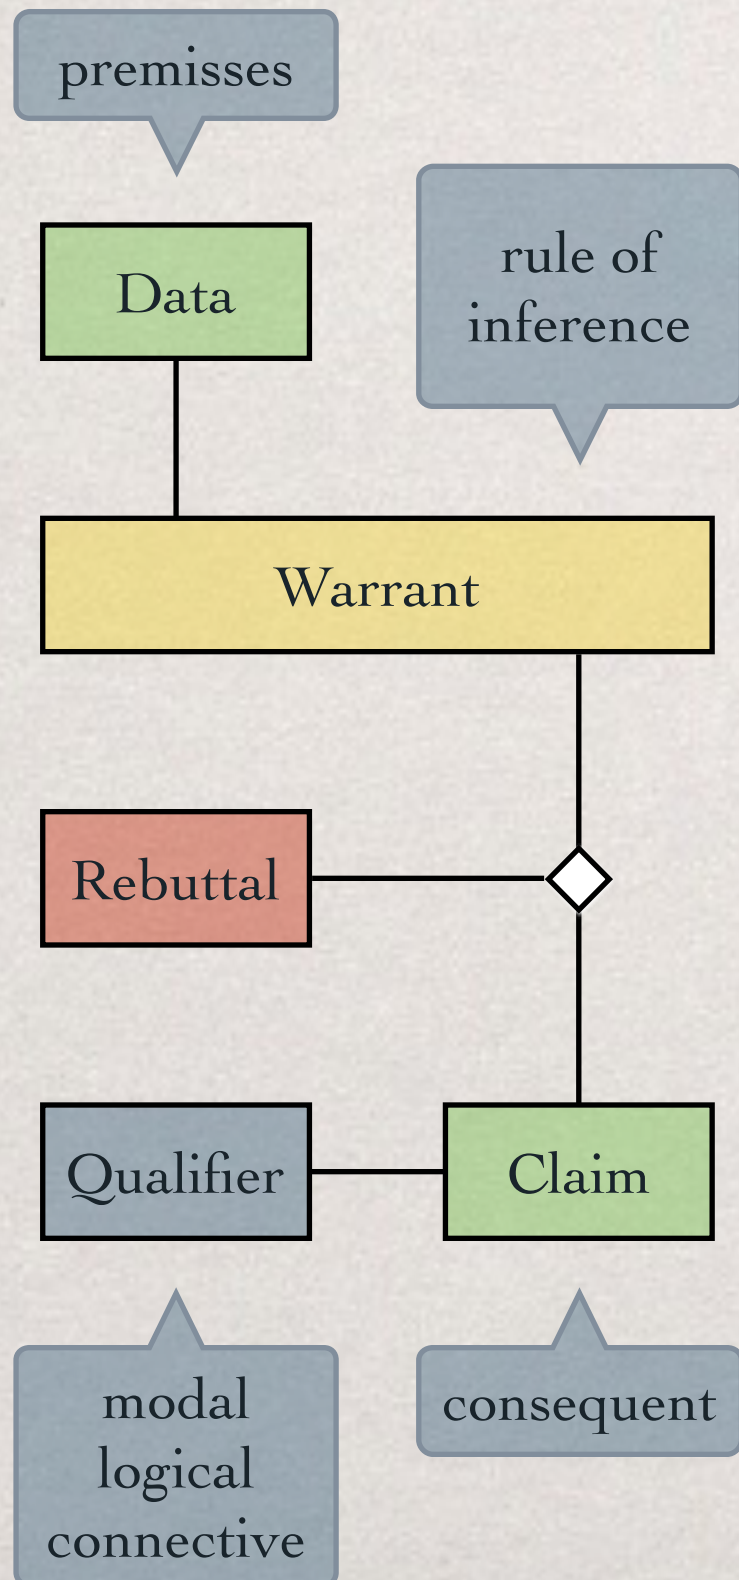 premisses
Data
rule of
inference
Warrant
Rebuttal
Qualifier
Claim
modal
logical
connective
consequent